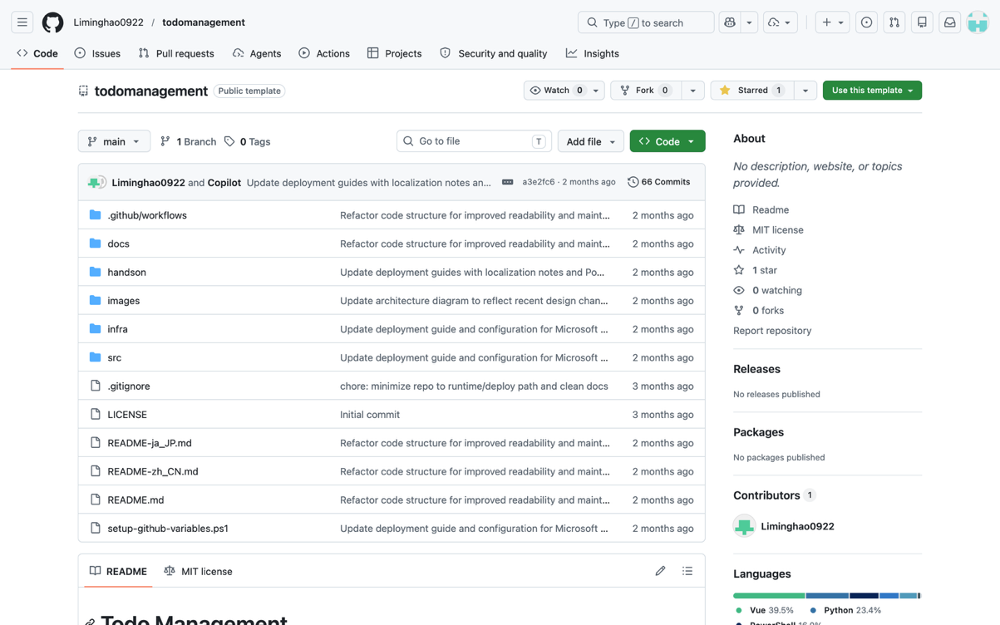 Liminghao0922 / todomanagement
Type / to search
Code
Issues
Pull requests
Agents
Actions
Projects
Security and quality
Insights
todomanagement Public template
Watch 0
Fork 0
Starred 1
Use this template
main
1 Branch
0 Tags
Go to file T
Add file
Code
Liminghao0922 and Copilot Update deployment guides with localization notes an... a3e2fc6 · 2 months ago 66 Commits
.github/workflows Refactor code structure for improved readability and maint... 2 months ago
docs Refactor code structure for improved readability and maint... 2 months ago
handson Update deployment guides with localization notes and Po... 2 months ago
images Update architecture diagram to reflect recent design chan... 2 months ago
infra Update deployment guide and configuration for Microsoft ... 2 months ago
src Update deployment guide and configuration for Microsoft ... 2 months ago
.gitignore chore: minimize repo to runtime/deploy path and clean docs 3 months ago
LICENSE Initial commit 3 months ago
README-ja_JP.md Refactor code structure for improved readability and maint... 2 months ago
README-zh_CN.md Refactor code structure for improved readability and maint... 2 months ago
README.md Refactor code structure for improved readability and maint... 2 months ago
setup-github-variables.ps1 Update deployment guide and configuration for Microsoft ... 2 months ago
README
MIT license
Todo Management
About
No description, website, or topics
provided.
Readme
MIT license
Activity
1 star
0 watching
0 forks
Report repository
Releases
No releases published
Packages
No packages published
Contributors 1
Liminghao0922
Languages
Vue 39.5% Python 23.4%
PowerShell 16.0%